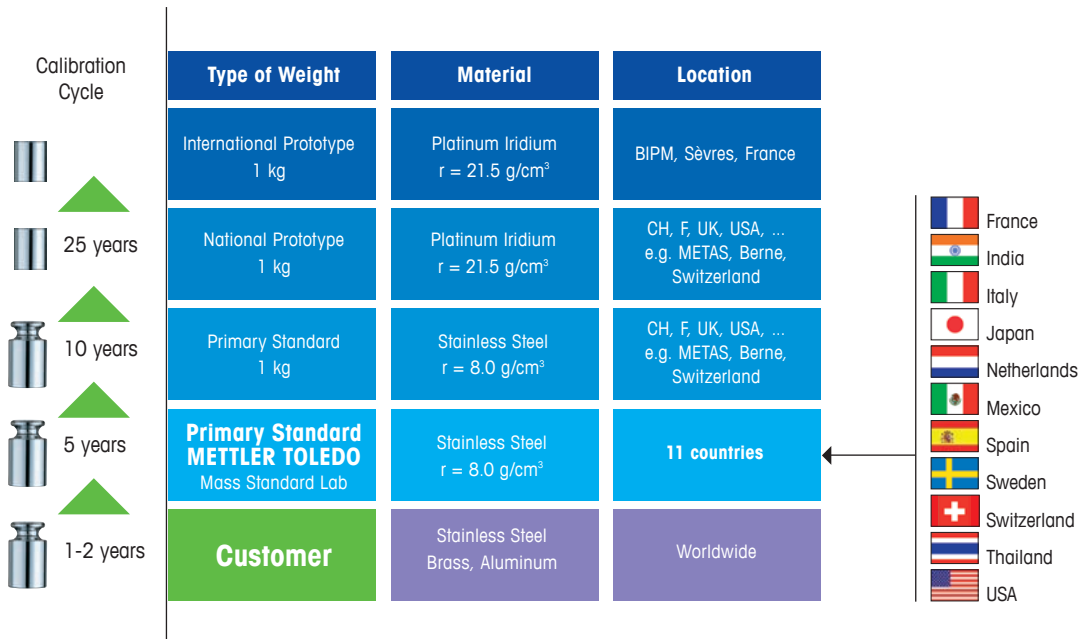 Calibration
Cycle
Type of Weight
Material
Location
International Prototype
1 kg
Platinum Iridium
r = 21.5 g/cm³
BIPM, Sèvres, France
25 years
National Prototype
1 kg
Platinum Iridium
r = 21.5 g/cm³
CH, F, UK, USA, ...
e.g. METAS, Berne,
Switzerland
10 years
Primary Standard
1 kg
Stainless Steel
r = 8.0 g/cm³
CH, F, UK, USA, ...
e.g. METAS, Berne,
Switzerland
5 years
Primary Standard
METTLER TOLEDO
Mass Standard Lab
Stainless Steel
r = 8.0 g/cm³
11 countries
1-2 years
Customer
Stainless Steel
Brass, Aluminum
Worldwide
France
India
Italy
Japan
Netherlands
Mexico
Spain
Sweden
Switzerland
Thailand
USA